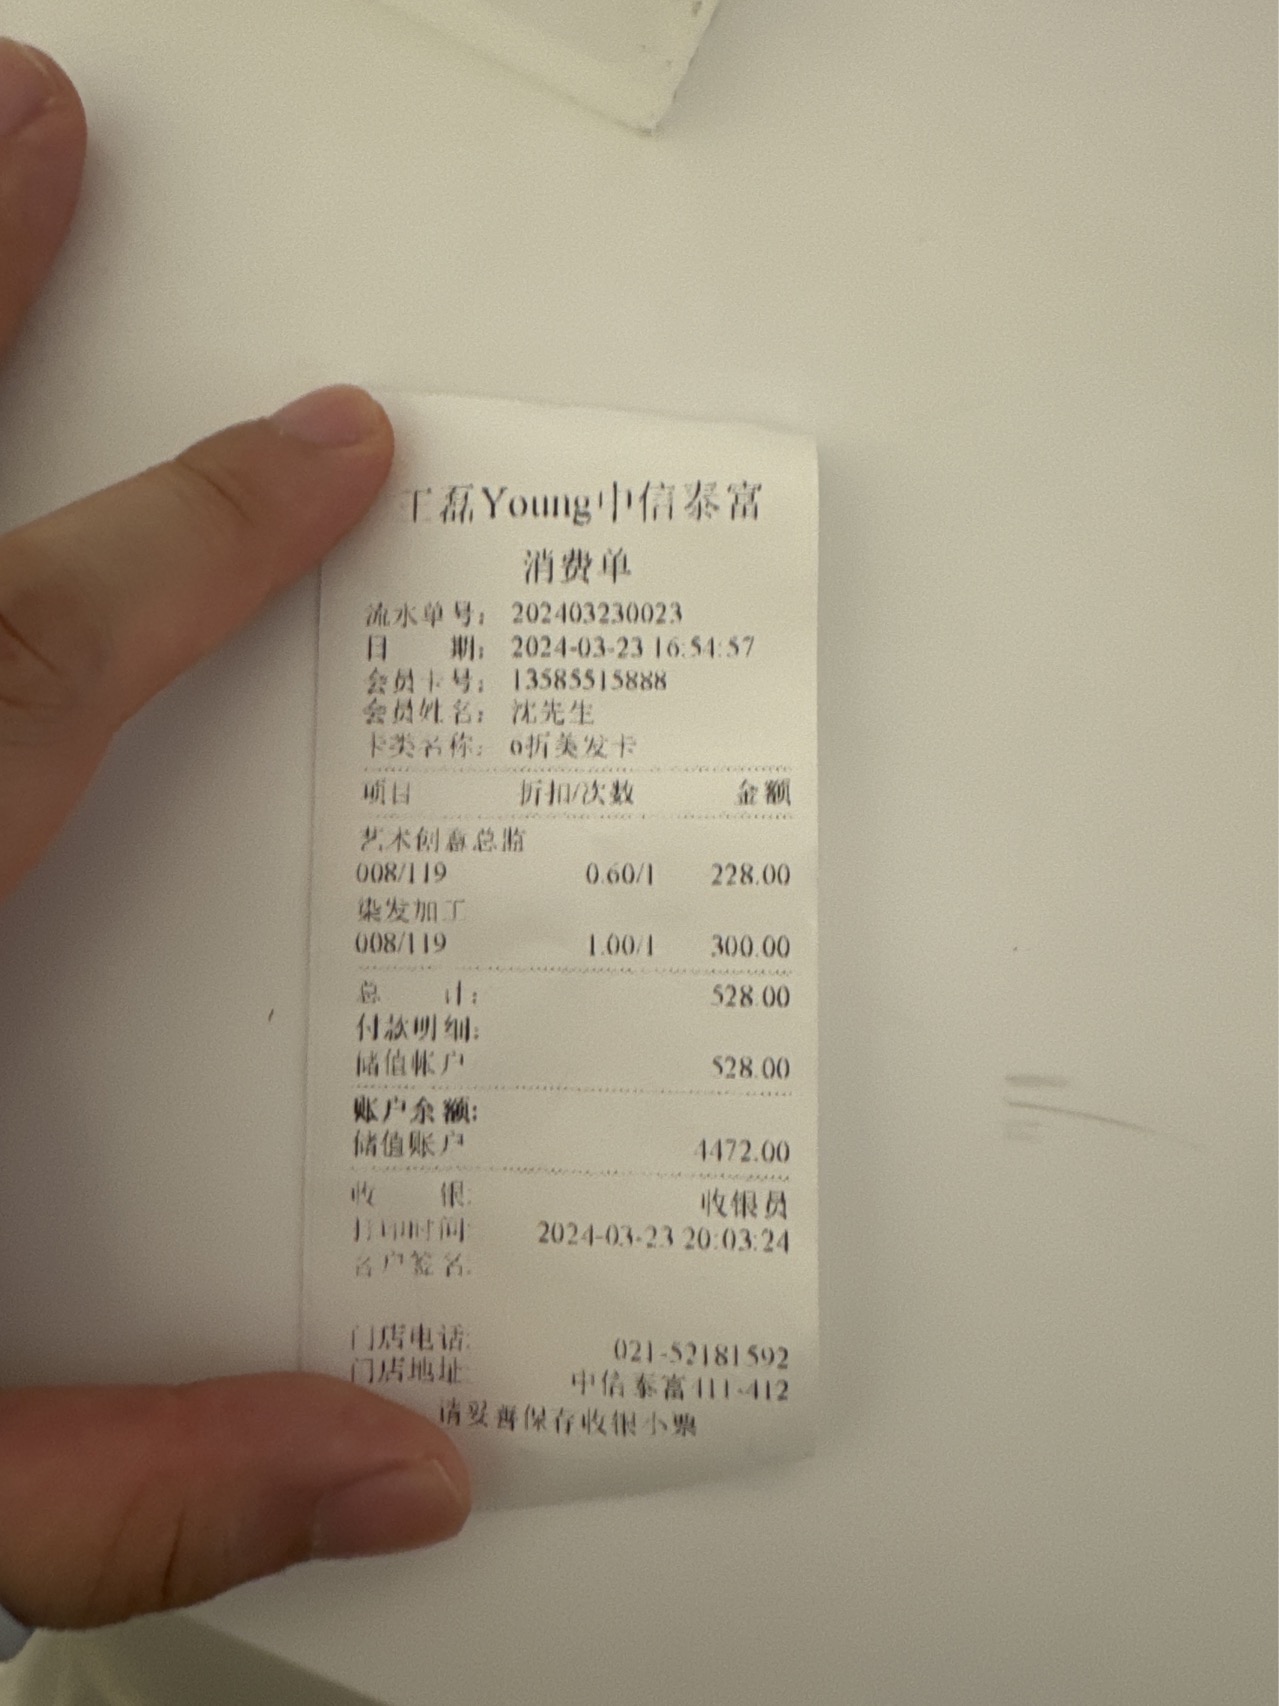 王磊Young中信泰富
消费单
流水单号: 202403230023
日 期: 2024-03-23 16:54:57
会员卡号: 13585515888
会员姓名: 沈先生
卡类名称: 6折美发卡
项目 折扣/次数 金额
艺术创意总监
008/119 0.60/1 228.00
染发加工
008/119 1.00/1 300.00
总 计: 528.00
付款明细:
储值帐户 528.00
账户余额:
储值账户 4472.00
收 银: 收银员
打印时间: 2024-03-23 20:03:24
客户签名:
门店电话: 021-52181592
门店地址: 中信泰富411-412
请妥善保存收银小票